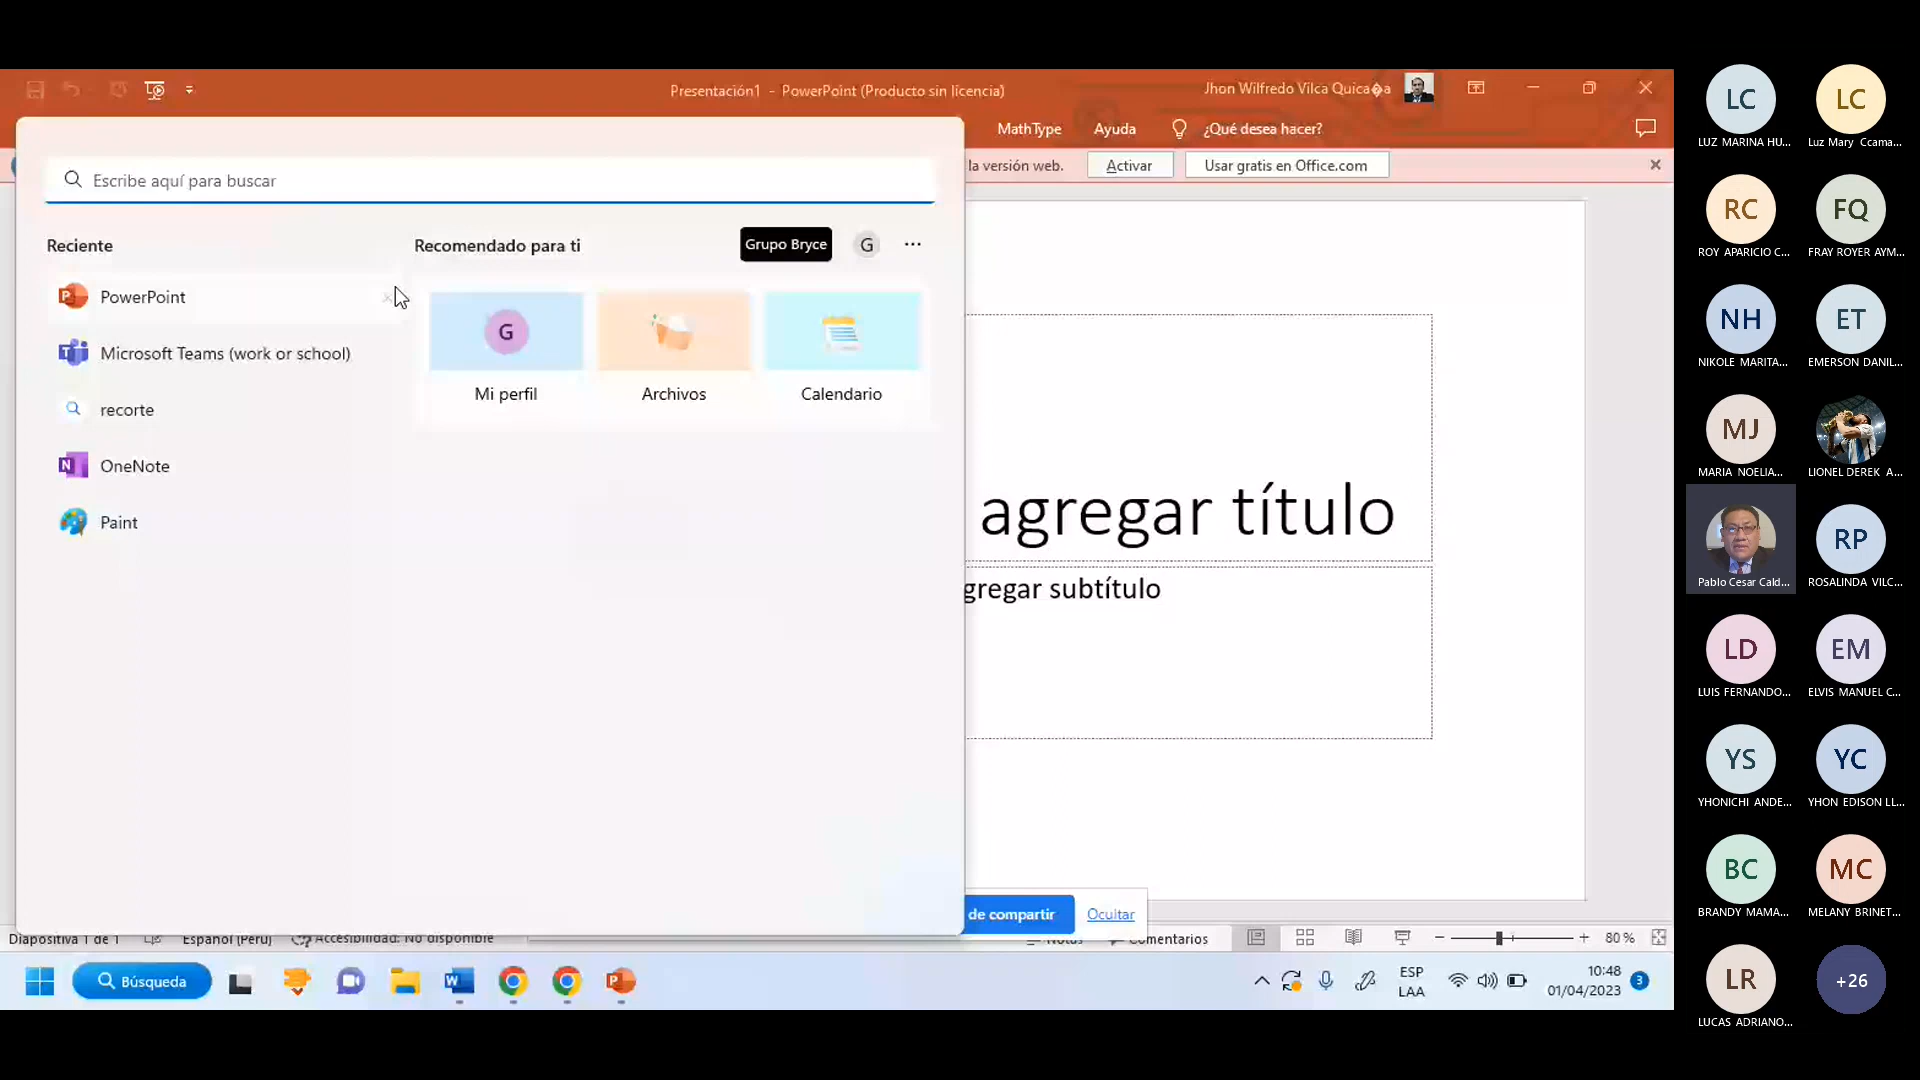 Presentación1 - PowerPoint (Producto sin licencia)
Jhon Wilfredo Vilca Quica�a
MathType
Ayuda
¿Qué desea hacer?
la versión web.
Activar
Usar gratis en Office.com
Escribe aquí para buscar
Reciente
Recomendado para ti
Grupo Bryce
G
PowerPoint
Microsoft Teams (work or school)
recorte
OneNote
Paint
G
Mi perfil
Archivos
Calendario
agregar título
gregar subtítulo
de compartir
Ocultar
Diapositiva 1 de 1
Español (Perú)
Accesibilidad: No disponible
Notas
Comentarios
80 %
Búsqueda
ESP
LAA
10:48
01/04/2023
3
LC
LUZ MARINA HU...
LC
Luz Mary Ccama...
RC
ROY APARICIO C...
FQ
FRAY ROYER AYM...
NH
NIKOLE MARITA...
ET
EMERSON DANIL...
MJ
MARIA NOELIA...
LIONEL DEREK A...
Pablo Cesar Cald...
RP
ROSALINDA VILC...
LD
LUIS FERNANDO...
EM
ELVIS MANUEL C...
YS
YHONICHI ANDE...
YC
YHON EDISON LL...
BC
BRANDY MAMA...
MC
MELANY BRINET...
LR
LUCAS ADRIANO...
+26